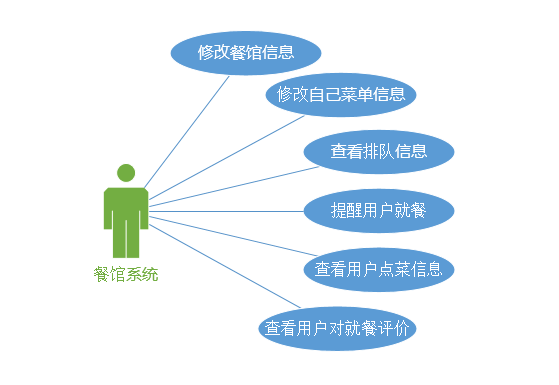 修改餐馆信息
修改自己菜单信息
查看排队信息
提醒用户就餐
查看用户点菜信息
查看用户对就餐评价
餐馆系统